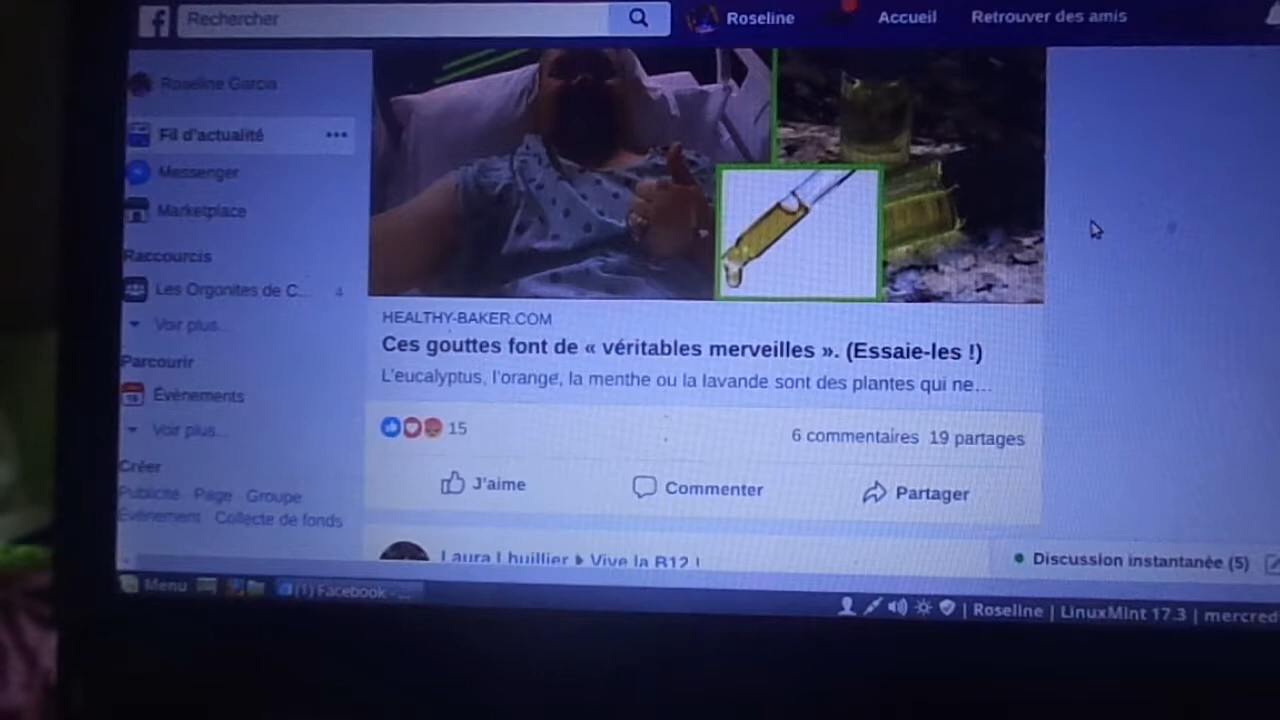 Rechercher
Roseline
Accueil
Retrouver des amis
Roseline Garcia
Fil d'actualité
Messenger
Marketplace
Raccourcis
Les Orgonites de C... 4
Voir plus...
Parcourir
Évènements
Voir plus...
Créer
Publicité Page Groupe
Évènement Collecte de fonds
HEALTHY-BAKER.COM
Ces gouttes font de « véritables merveilles ». (Essaie-les !)
L'eucalyptus, l'orange, la menthe ou la lavande sont des plantes qui ne...
15
6 commentaires 19 partages
J'aime
Commenter
Partager
Laura Lhuillier Vive la B12 !
Discussion instantanée (5)
Menu
(1) Facebook - ...
| Roseline | LinuxMint 17.3 | mercred